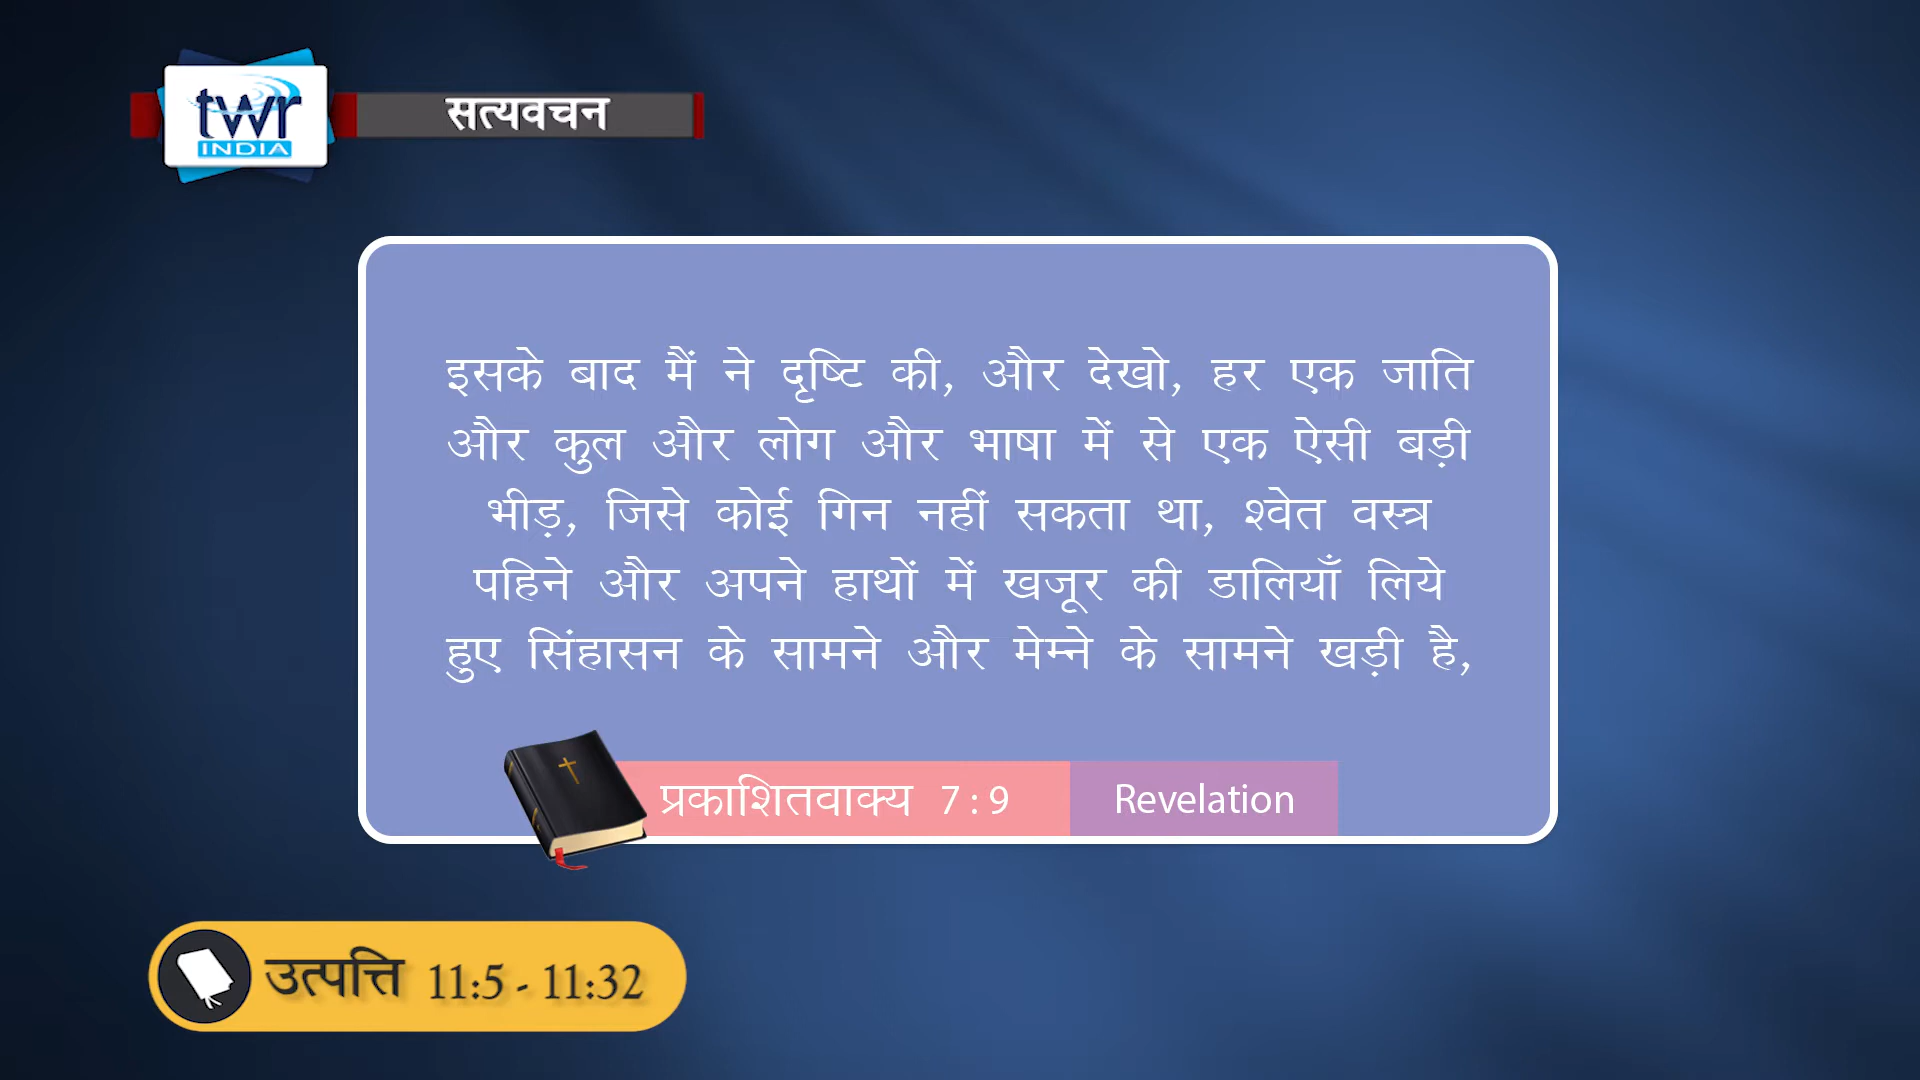 twr
INDIA
सत्यवचन
इसके बाद मैं ने दृष्टि की, और देखो, हर एक जाति
और कुल और लोग और भाषा में से एक ऐसी बड़ी
भीड़, जिसे कोई गिन नहीं सकता था, श्वेत वस्त्र
पहिने और अपने हाथों में खजूर की डालियाँ लिये
हुए सिंहासन के सामने और मेम्ने के सामने खड़ी है,
प्रकाशितवाक्य 7 : 9 Revelation
उत्पत्ति 11:5 - 11:32